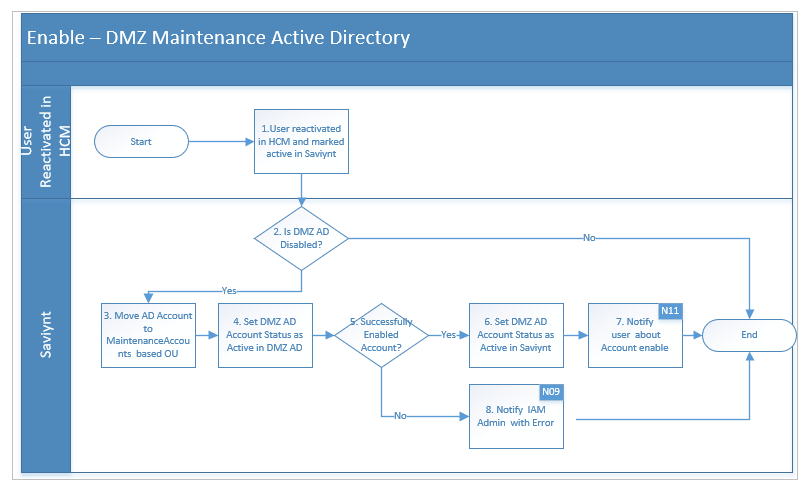 Enable – DMZ Maintenance Active Directory
User
Reactivated in
HCM
Start
1.User reactivated
in HCM and marked
active in Saviynt
Saviynt
2. Is DMZ AD
Disabled?
No
Yes
3. Move AD Account
to
MaintenanceAccou
nts based OU
4. Set DMZ AD
Account Status as
Active in DMZ AD
5. Successfully
Enabled
Account?
Yes
6. Set DMZ AD
Account Status as
Active in Saviynt
N11
7. Notify
user about
Account enable
End
No
N09
8. Notify IAM
Admin with Error